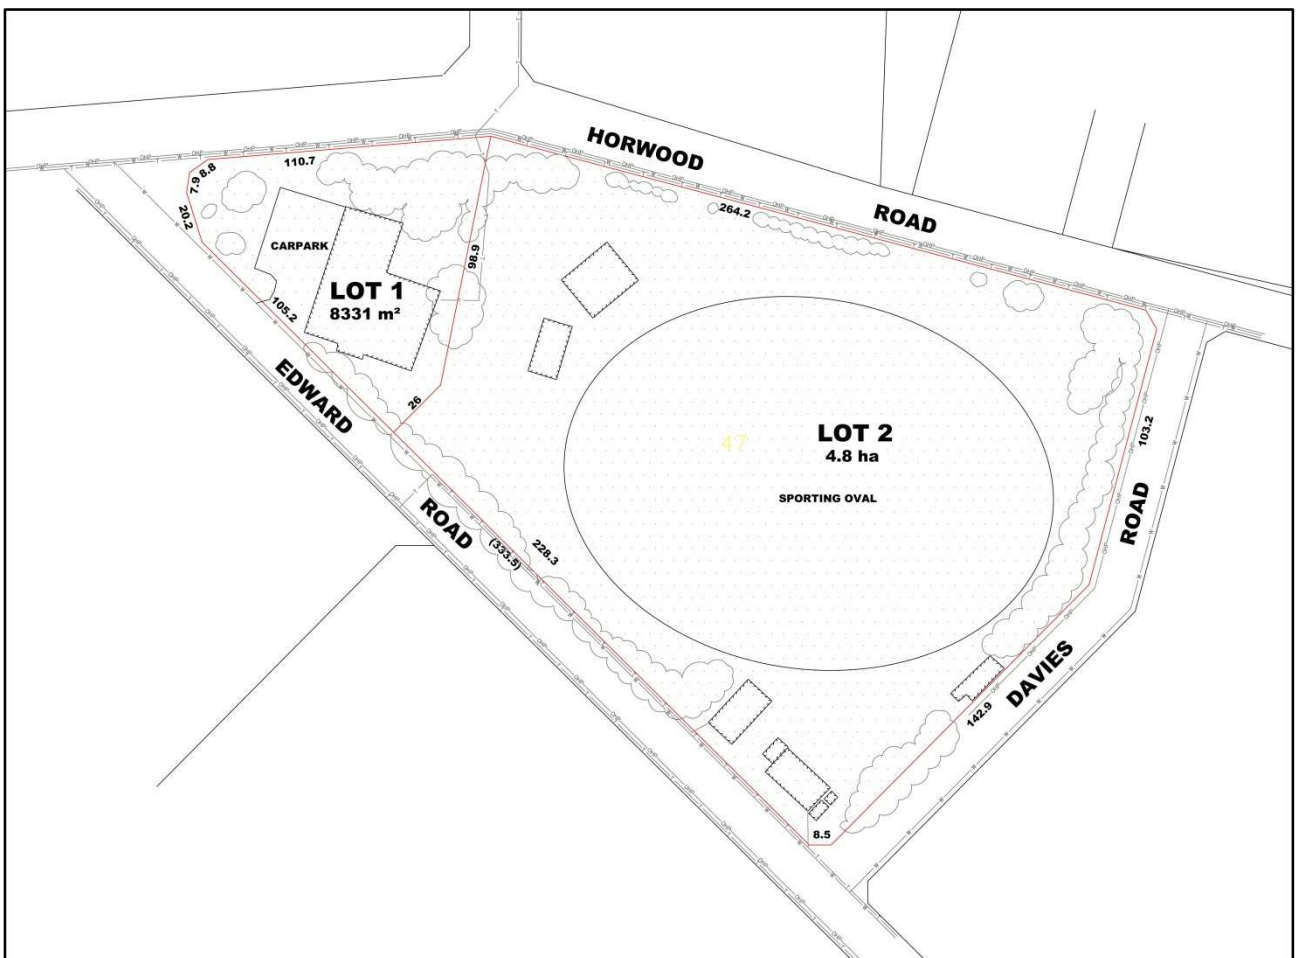 HORWOOD
ROAD
110.7
8.8
7.9
20.2
264.2
98.9
CARPARK
LOT 1
8331 m²
105.2
EDWARD
ROAD
26
47
LOT 2
4.8 ha
SPORTING OVAL
103.2
ROAD
DAVIES
228.3
(333.5)
142.9
8.5